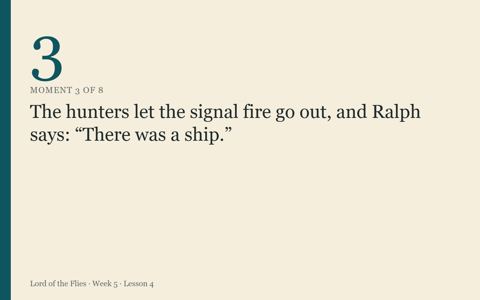 3
MOMENT 3 OF 8
The hunters let the signal fire go out, and Ralph
says: “There was a ship.”
Lord of the Flies · Week 5 · Lesson 4